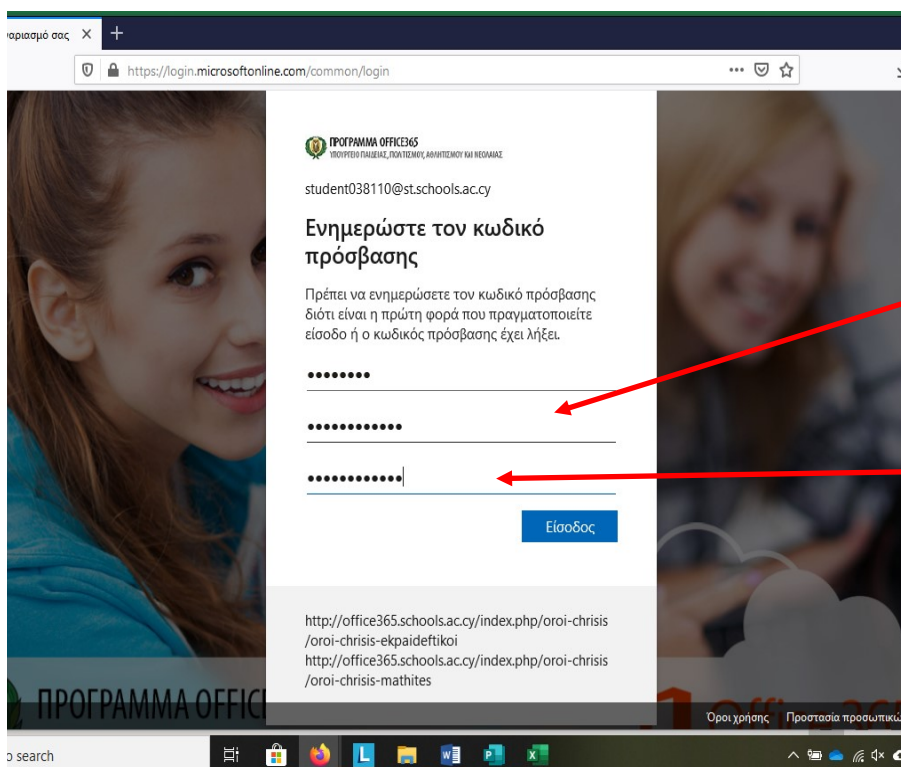 σας
https://login.microsoftonline.com/common/login
ΠΡΟΓΡΑΜΜΑ OFFICE365
ΥΠΟΥΡΓΕΙΟ ΠΑΙΔΕΙΑΣ, ΠΟΛΙΤΙΣΜΟΥ, ΑΘΛΗΤΙΣΜΟΥ ΚΑΙ ΝΕΟΛΑΙΑΣ
student038110@st.schools.ac.cy
Ενημερώστε τον κωδικό
πρόσβασης
Πρέπει να ενημερώσετε τον κωδικό πρόσβασης
διότι είναι η πρώτη φορά που πραγματοποιείτε
είσοδο ή ο κωδικός πρόσβασης έχει λήξει.
Είσοδος
http://office365.schools.ac.cy/index.php/oroi-chrisis
/oroi-chrisis-ekpaideftikoi
http://office365.schools.ac.cy/index.php/oroi-chrisis
/oroi-chrisis-mathites
ΠΡΟΓΡΑΜΜΑ OFFIC
Office 365
Όροι χρήσης Προστασία προσωπικώ
o search